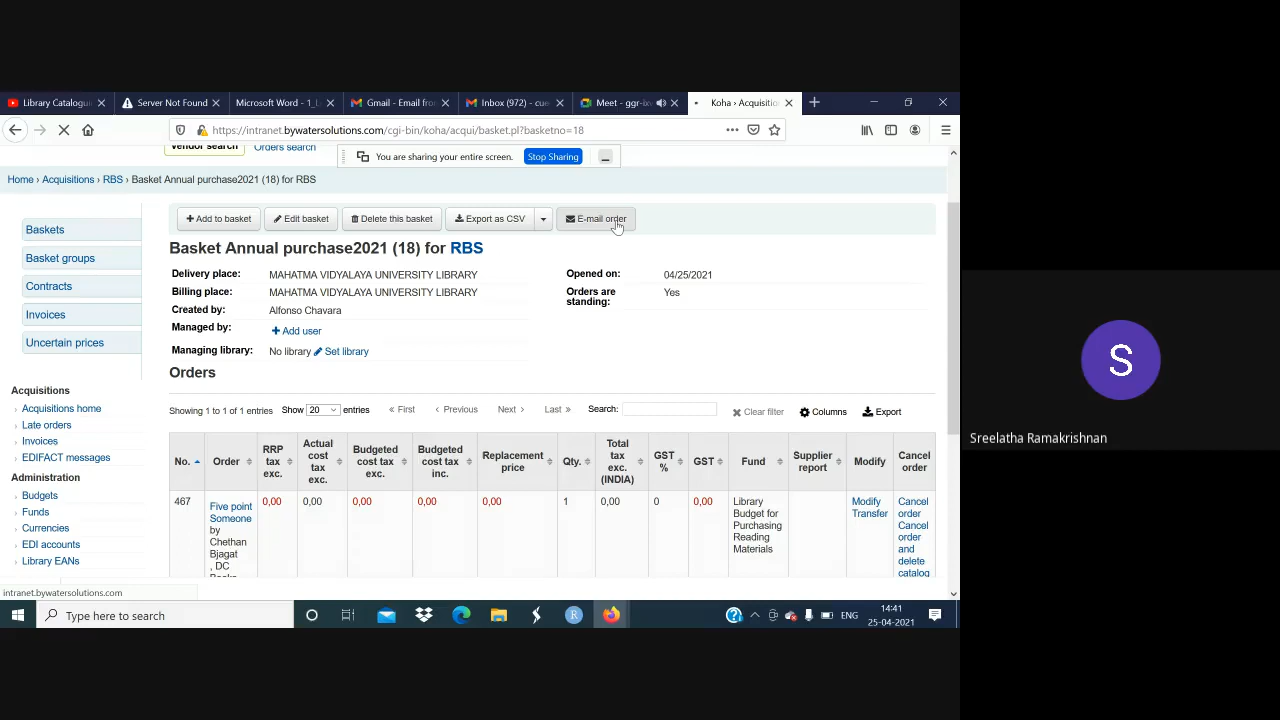 Library Catalogui
Server Not Found
Microsoft Word - 1_L
Gmail - Email fro
Inbox (972) - cue
Meet - ggr-ix
Koha › Acquisitio
https://intranet.bywatersolutions.com/cgi-bin/koha/acqui/basket.pl?basketno=18
Vendor search
Orders search
You are sharing your entire screen.
Stop Sharing
Home › Acquisitions › RBS › Basket Annual purchase2021 (18) for RBS
Baskets
Basket groups
Contracts
Invoices
Uncertain prices
Acquisitions
Acquisitions home
Late orders
Invoices
EDIFACT messages
Administration
Budgets
Funds
Currencies
EDI accounts
Library EANs
Add to basket
Edit basket
Delete this basket
Export as CSV
E-mail order
Basket Annual purchase2021 (18) for RBS
Delivery place: MAHATMA VIDYALAYA UNIVERSITY LIBRARY
Billing place: MAHATMA VIDYALAYA UNIVERSITY LIBRARY
Created by: Alfonso Chavara
Managed by: Add user
Managing library: No library Set library
Opened on: 04/25/2021
Orders are standing: Yes
Orders
Showing 1 to 1 of 1 entries Show 20 entries « First ‹ Previous Next › Last » Search: Clear filter Columns Export
No.
Order
RRP tax exc.
Actual cost tax exc.
Budgeted cost tax exc.
Budgeted cost tax inc.
Replacement price
Qty.
Total tax exc. (INDIA)
GST %
GST
Fund
Supplier report
Modify
Cancel order
467
Five point
Someone
by
Chethan
Bjagat
, DC
Books
0,00
0,00
0,00
0,00
0,00
1
0,00
0
0,00
Library
Budget for
Purchasing
Reading
Materials
Modify
Transfer
Cancel
order
Cancel
order
and
delete
catalog
intranet.bywatersolutions.com
Type here to search
R
ENG
14:41
25-04-2021
S
Sreelatha Ramakrishnan